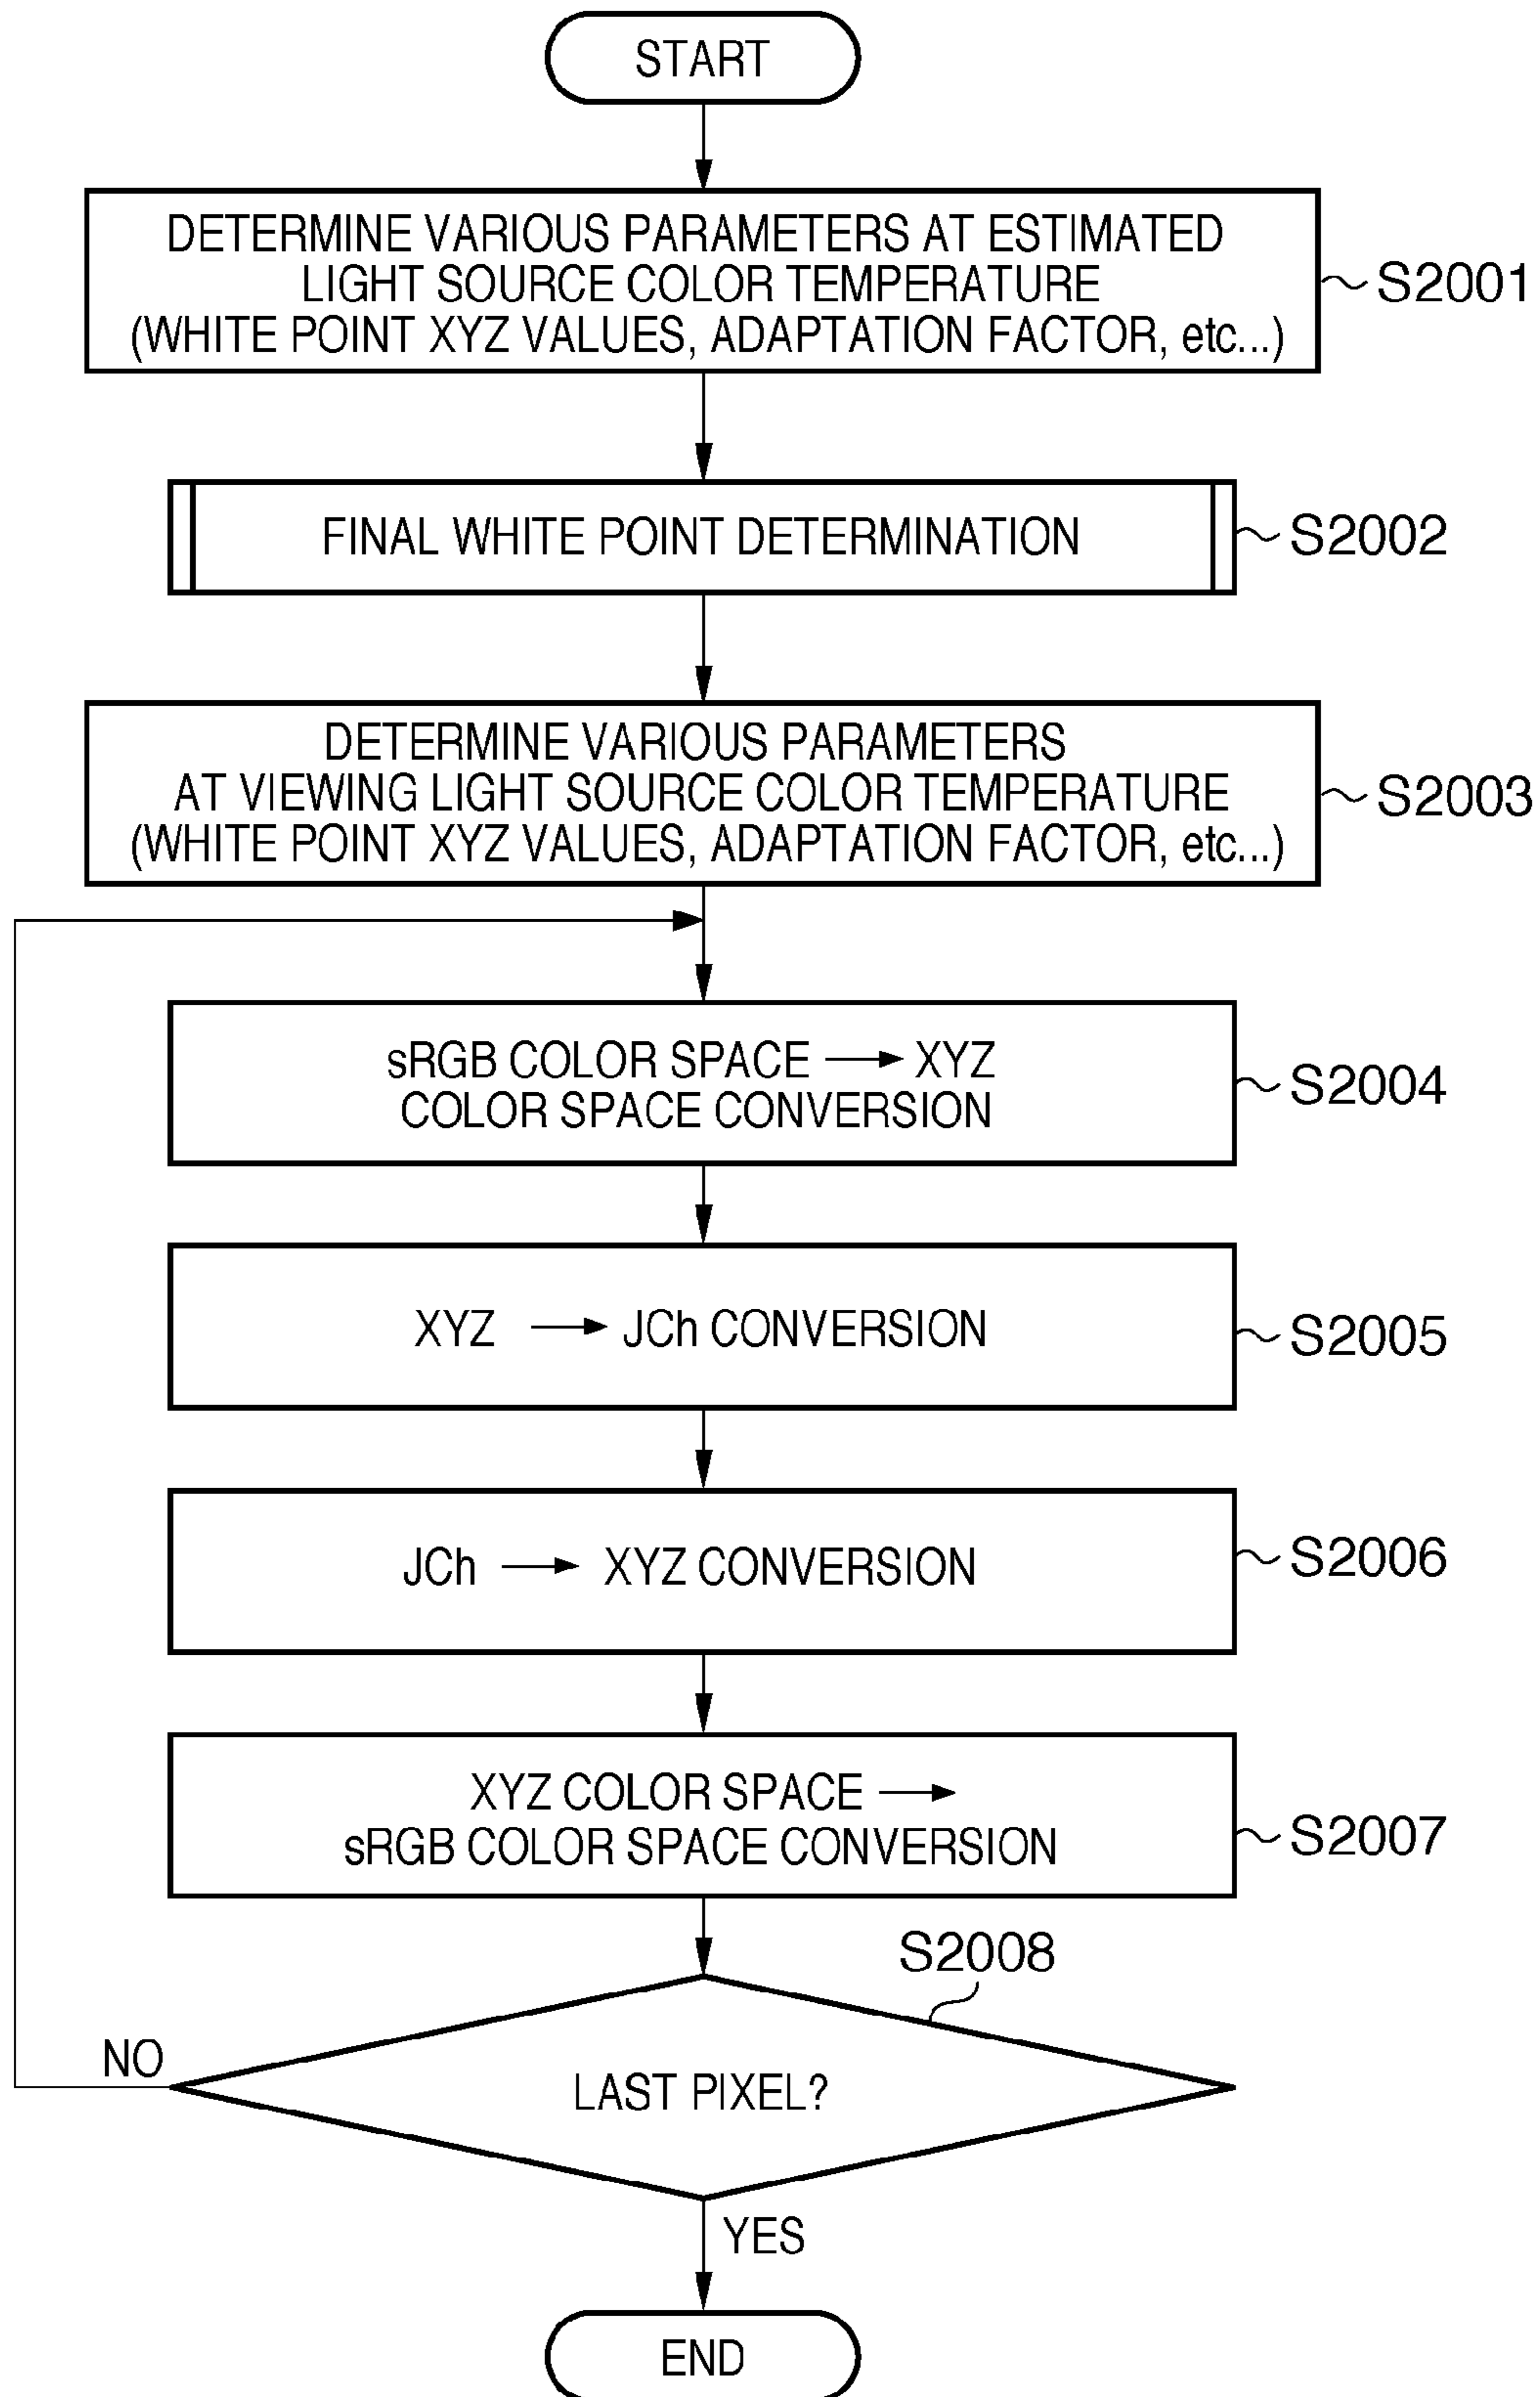 START
DETERMINE VARIOUS PARAMETERS AT ESTIMATED
LIGHT SOURCE COLOR TEMPERATURE
(WHITE POINT XYZ VALUES, ADAPTATION FACTOR, etc...)
S2001
FINAL WHITE POINT DETERMINATION
S2002
DETERMINE VARIOUS PARAMETERS
AT VIEWING LIGHT SOURCE COLOR TEMPERATURE
(WHITE POINT XYZ VALUES, ADAPTATION FACTOR, etc...)
S2003
sRGB COLOR SPACE → XYZ
COLOR SPACE CONVERSION
S2004
XYZ → JCh CONVERSION
S2005
JCh → XYZ CONVERSION
S2006
XYZ COLOR SPACE →
sRGB COLOR SPACE CONVERSION
S2007
S2008
NO
LAST PIXEL?
YES
END